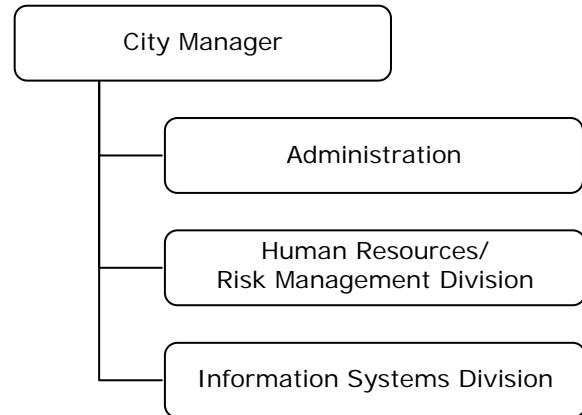 City Manager
Administration
Human Resources/
Risk Management Division
Information Systems Division